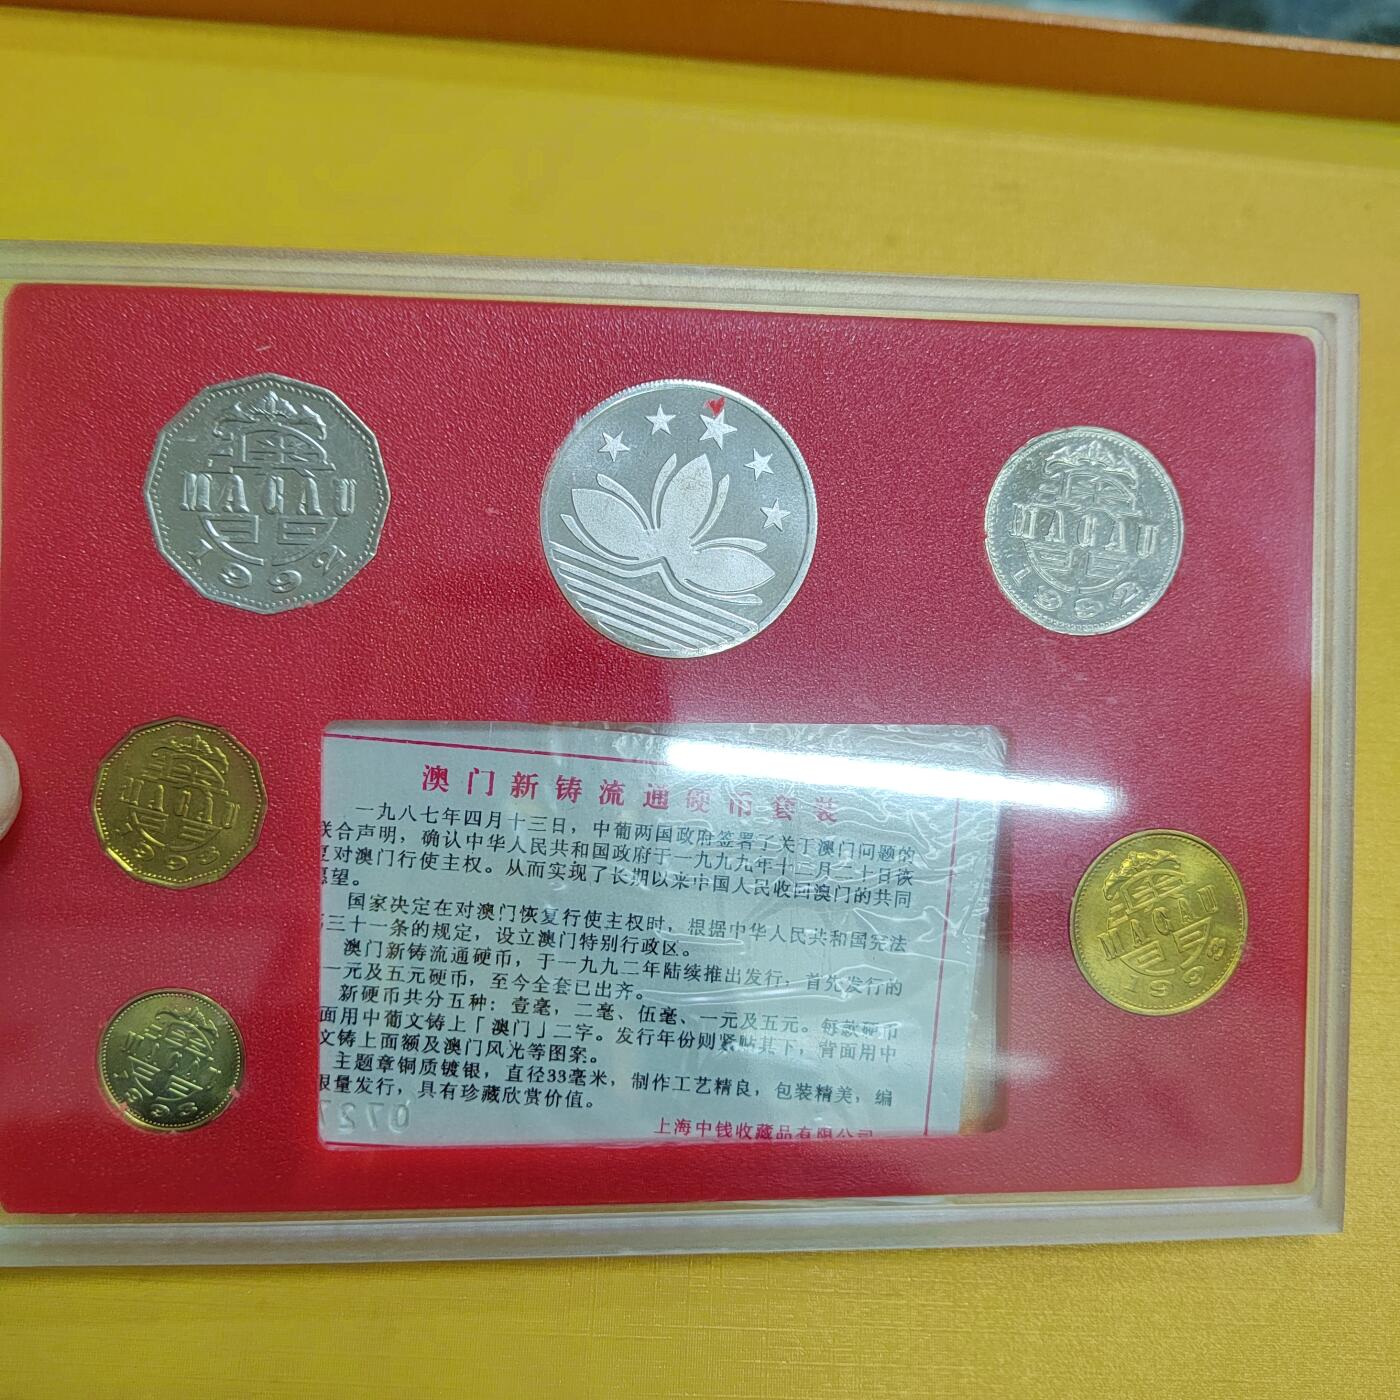 澳
MACAU
門
1992
澳
MACAU
門
1992
澳
MACAU
門
1993
澳
MACAU
門
1993
澳
MACAU
門
1993
澳门新铸流通硬币套装
一九八七年四月十三日，中葡两国政府签署了关于澳门问题的
联合声明，确认中华人民共和国政府于一九九九年十二月二十日恢
复对澳门行使主权。从而实现了长期以来中国人民收回澳门的共同
愿望。
国家决定在对澳门恢复行使主权时，根据中华人民共和国宪法
三十一条的规定，设立澳门特别行政区。
澳门新铸流通硬币，于一九九二年陆续推出发行，首先发行的
一元及五元硬币，至今全套已出齐。
新硬币共分五种：壹毫，二毫、伍毫、一元及五元。每款硬币
面用中葡文铸上「澳门」二字。发行年份则紧帖其下，背面用中
文铸上面额及澳门风光等图案。
主题章铜质镀银，直径33毫米，制作工艺精良，包装精美，编
限量发行，具有珍藏欣赏价值。
上海中钱收藏品有限公司
072